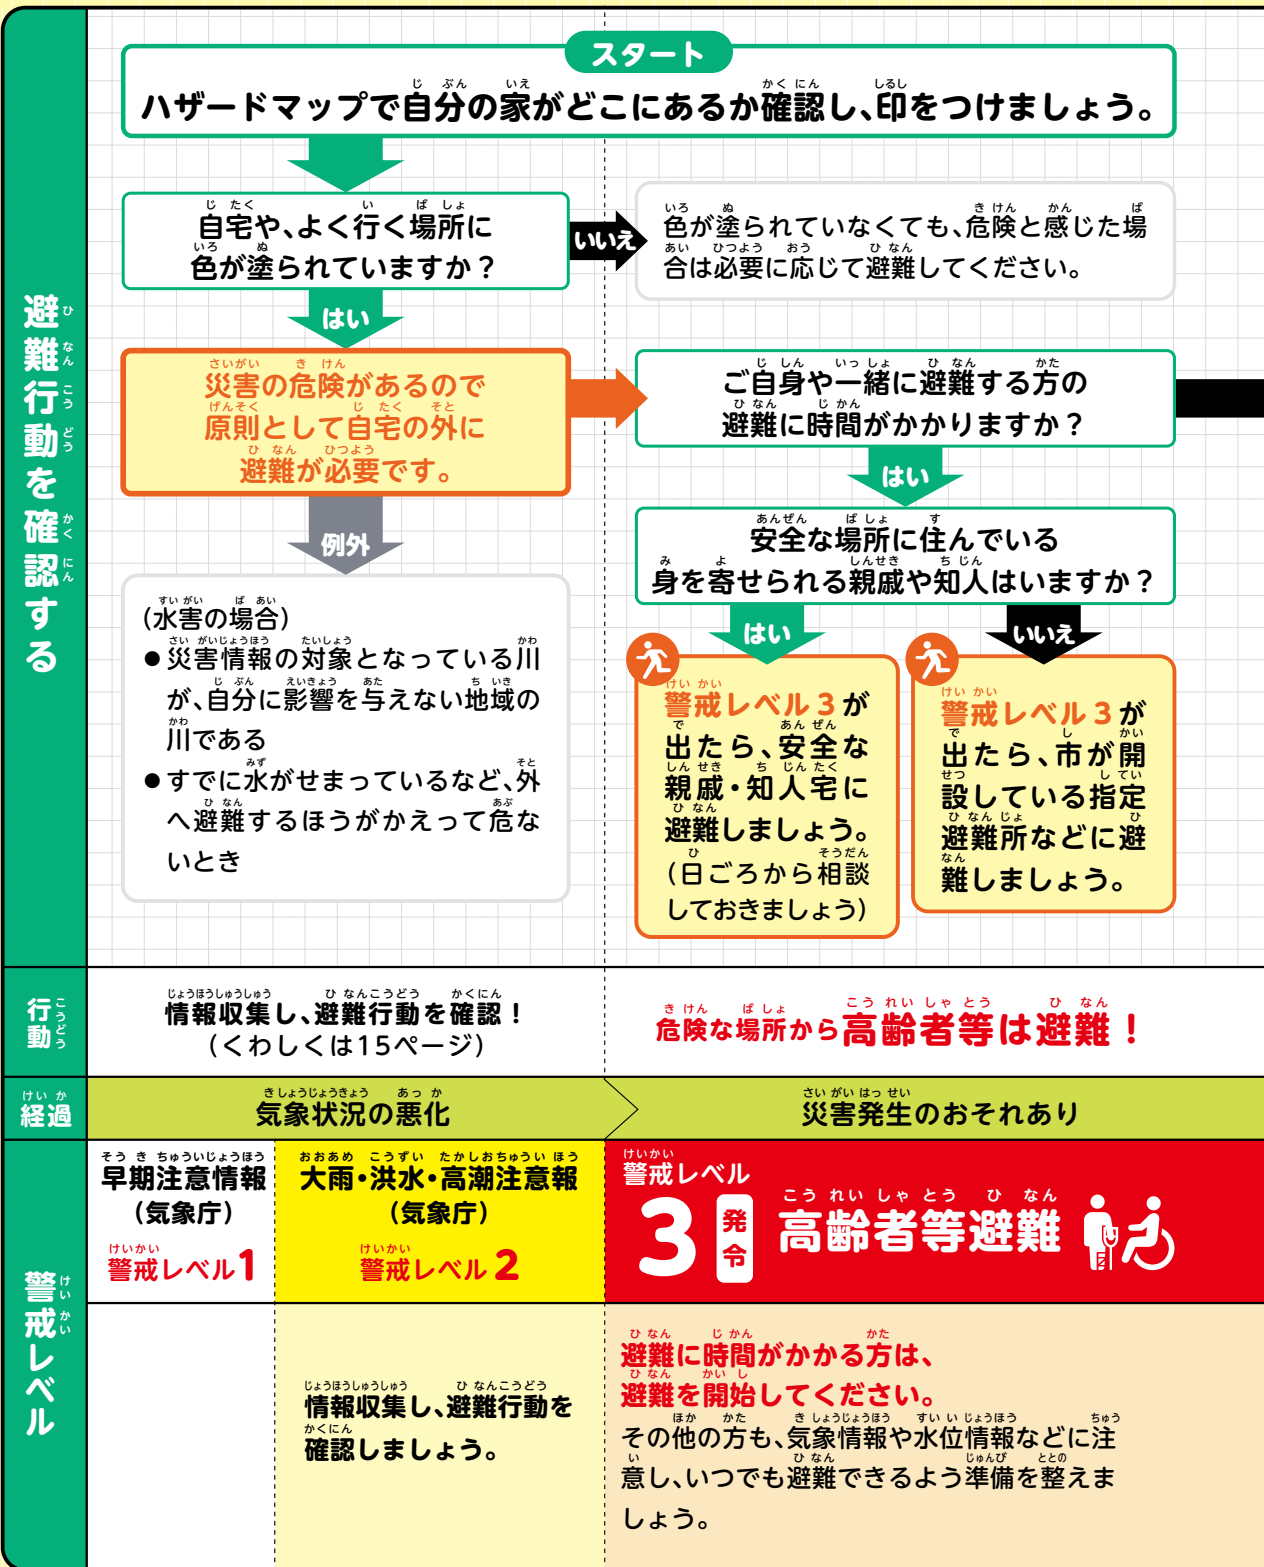 避難行動を確認する
スタート
ハザードマップで自分の家がどこにあるか確認し、印をつけましょう。
自宅や、よく行く場所に
色が塗られていますか？
いいえ
色が塗られていなくても、危険と感じた場
合は必要に応じて避難してください。
はい
災害の危険があるので
原則として自宅の外に
避難が必要です。
例外
(水害の場合)
●災害情報の対象となっている川
が、自分に影響を与えない地域の
川である
●すでに水がせまっているなど、外
へ避難するほうがかえって危な
いとき
ご自身や一緒に避難する方の
避難に時間がかかりますか？
はい
安全な場所に住んでいる
身を寄せられる親戚や知人はいますか？
はい
警戒レベル3が
出たら、安全な
親戚・知人宅に
避難しましょう。
(日ごろから相談
しておきましょう)
いいえ
警戒レベル3が
出たら、市が開
設している指定
避難所などに避
難しましょう。
行動
情報収集し、避難行動を確認！
(くわしくは15ページ)
危険な場所から高齢者等は避難！
経過
気象状況の悪化
災害発生のおそれあり
警戒レベル
早期注意情報
(気象庁)
警戒レベル1
大雨・洪水・高潮注意報
(気象庁)
警戒レベル2
警戒レベル
3 発令 高齢者等避難
情報収集し、避難行動を
確認しましょう。
避難に時間がかかる方は、
避難を開始してください。
その他の方も、気象情報や水位情報などに注
意し、いつでも避難できるよう準備を整えま
しょう。